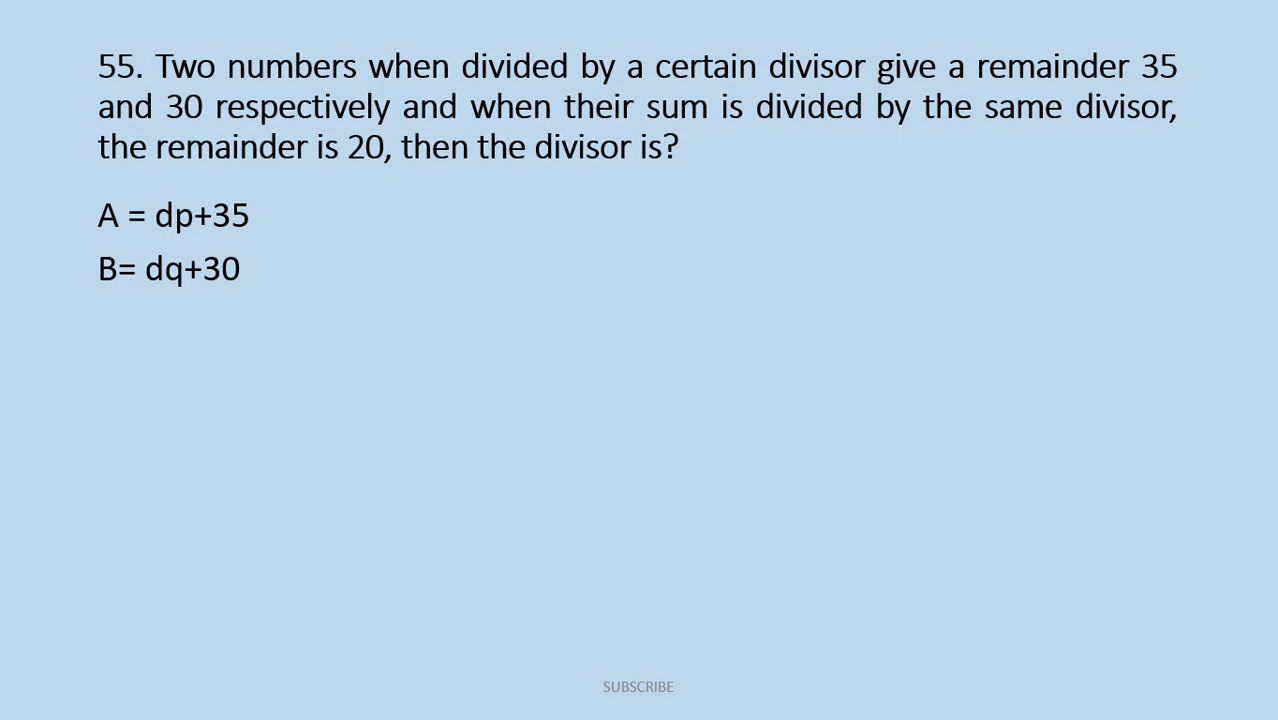 55. Two numbers when divided by a certain divisor give a remainder 35
and 30 respectively and when their sum is divided by the same divisor,
the remainder is 20, then the divisor is?
A = dp+35
B= dq+30
SUBSCRIBE